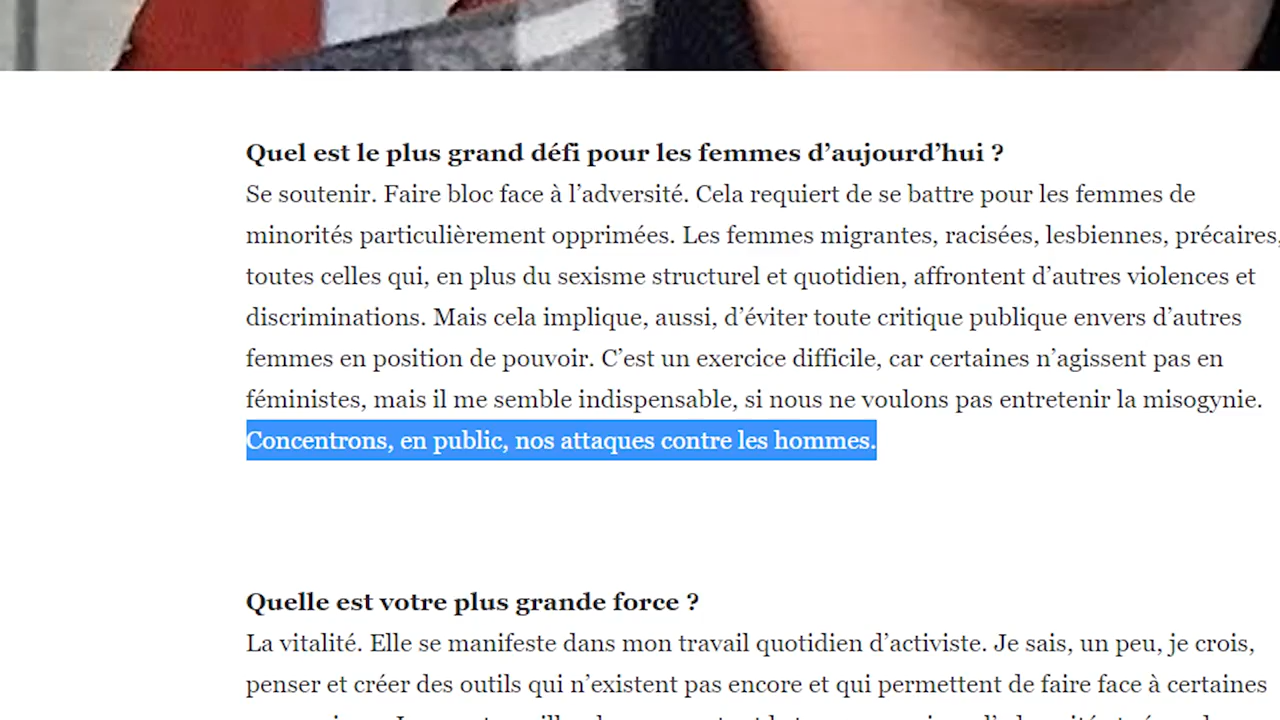 Quel est le plus grand défi pour les femmes d’aujourd’hui ?
Se soutenir. Faire bloc face à l’adversité. Cela requiert de se battre pour les femmes de
minorités particulièrement opprimées. Les femmes migrantes, racisées, lesbiennes, précaires,
toutes celles qui, en plus du sexisme structurel et quotidien, affrontent d’autres violences et
discriminations. Mais cela implique, aussi, d’éviter toute critique publique envers d’autres
femmes en position de pouvoir. C’est un exercice difficile, car certaines n’agissent pas en
féministes, mais il me semble indispensable, si nous ne voulons pas entretenir la misogynie.
Concentrons, en public, nos attaques contre les hommes.
Quelle est votre plus grande force ?
La vitalité. Elle se manifeste dans mon travail quotidien d’activiste. Je sais, un peu, je crois,
penser et créer des outils qui n’existent pas encore et qui permettent de faire face à certaines